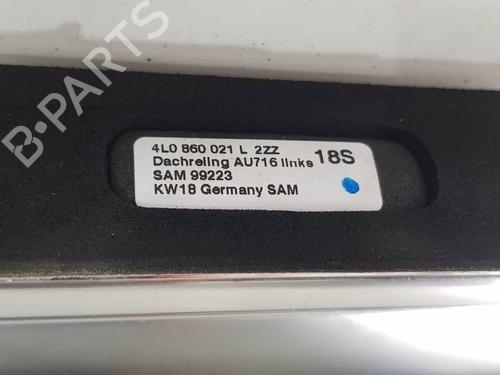 B-PARTS
4L0 860 021 L 2ZZ
Dachreling AU716 links 18S
SAM 99223
KW18 Germany SAM